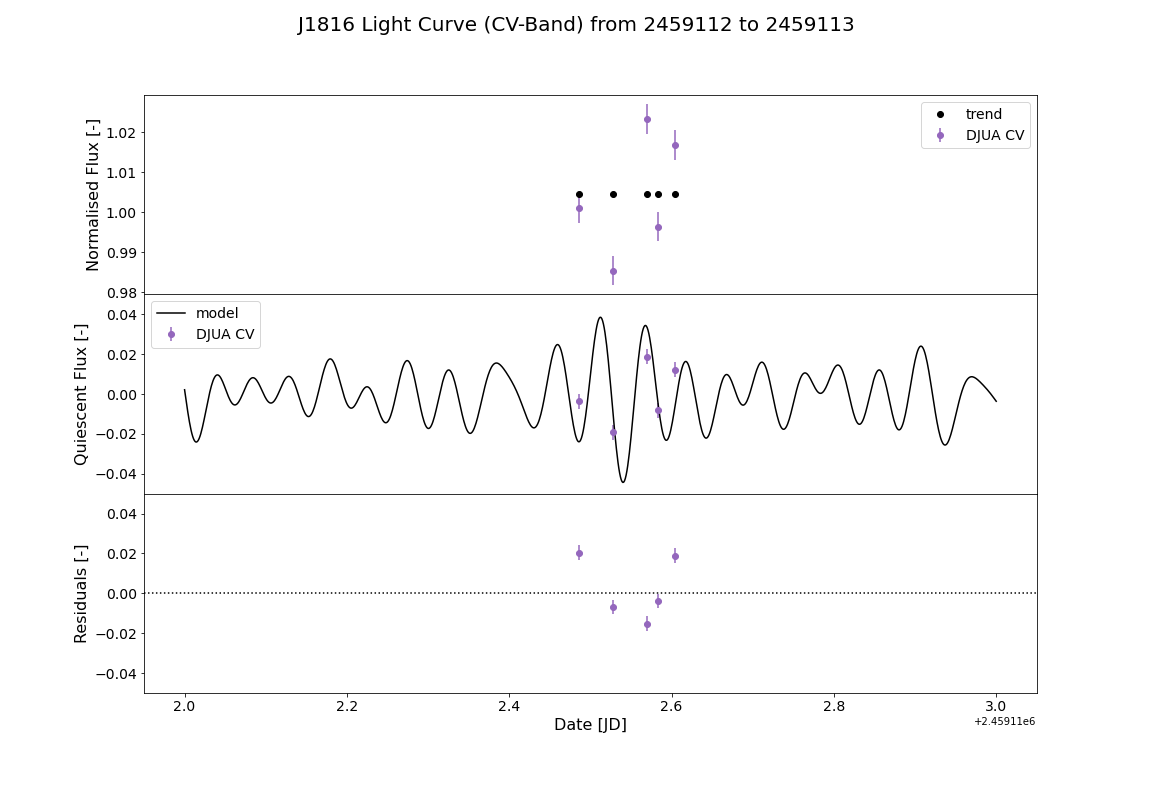 J1816 Light Curve (CV-Band) from 2459112 to 2459113
Normalised Flux [-]
1.02
1.01
1.00
0.99
0.98
trend
DJUA CV
Quiescent Flux [-]
0.04
0.02
0.00
−0.02
−0.04
model
DJUA CV
Residuals [-]
0.04
0.02
0.00
−0.02
−0.04
2.0 2.2 2.4 2.6 2.8 3.0
Date [JD]
+2.45911e6